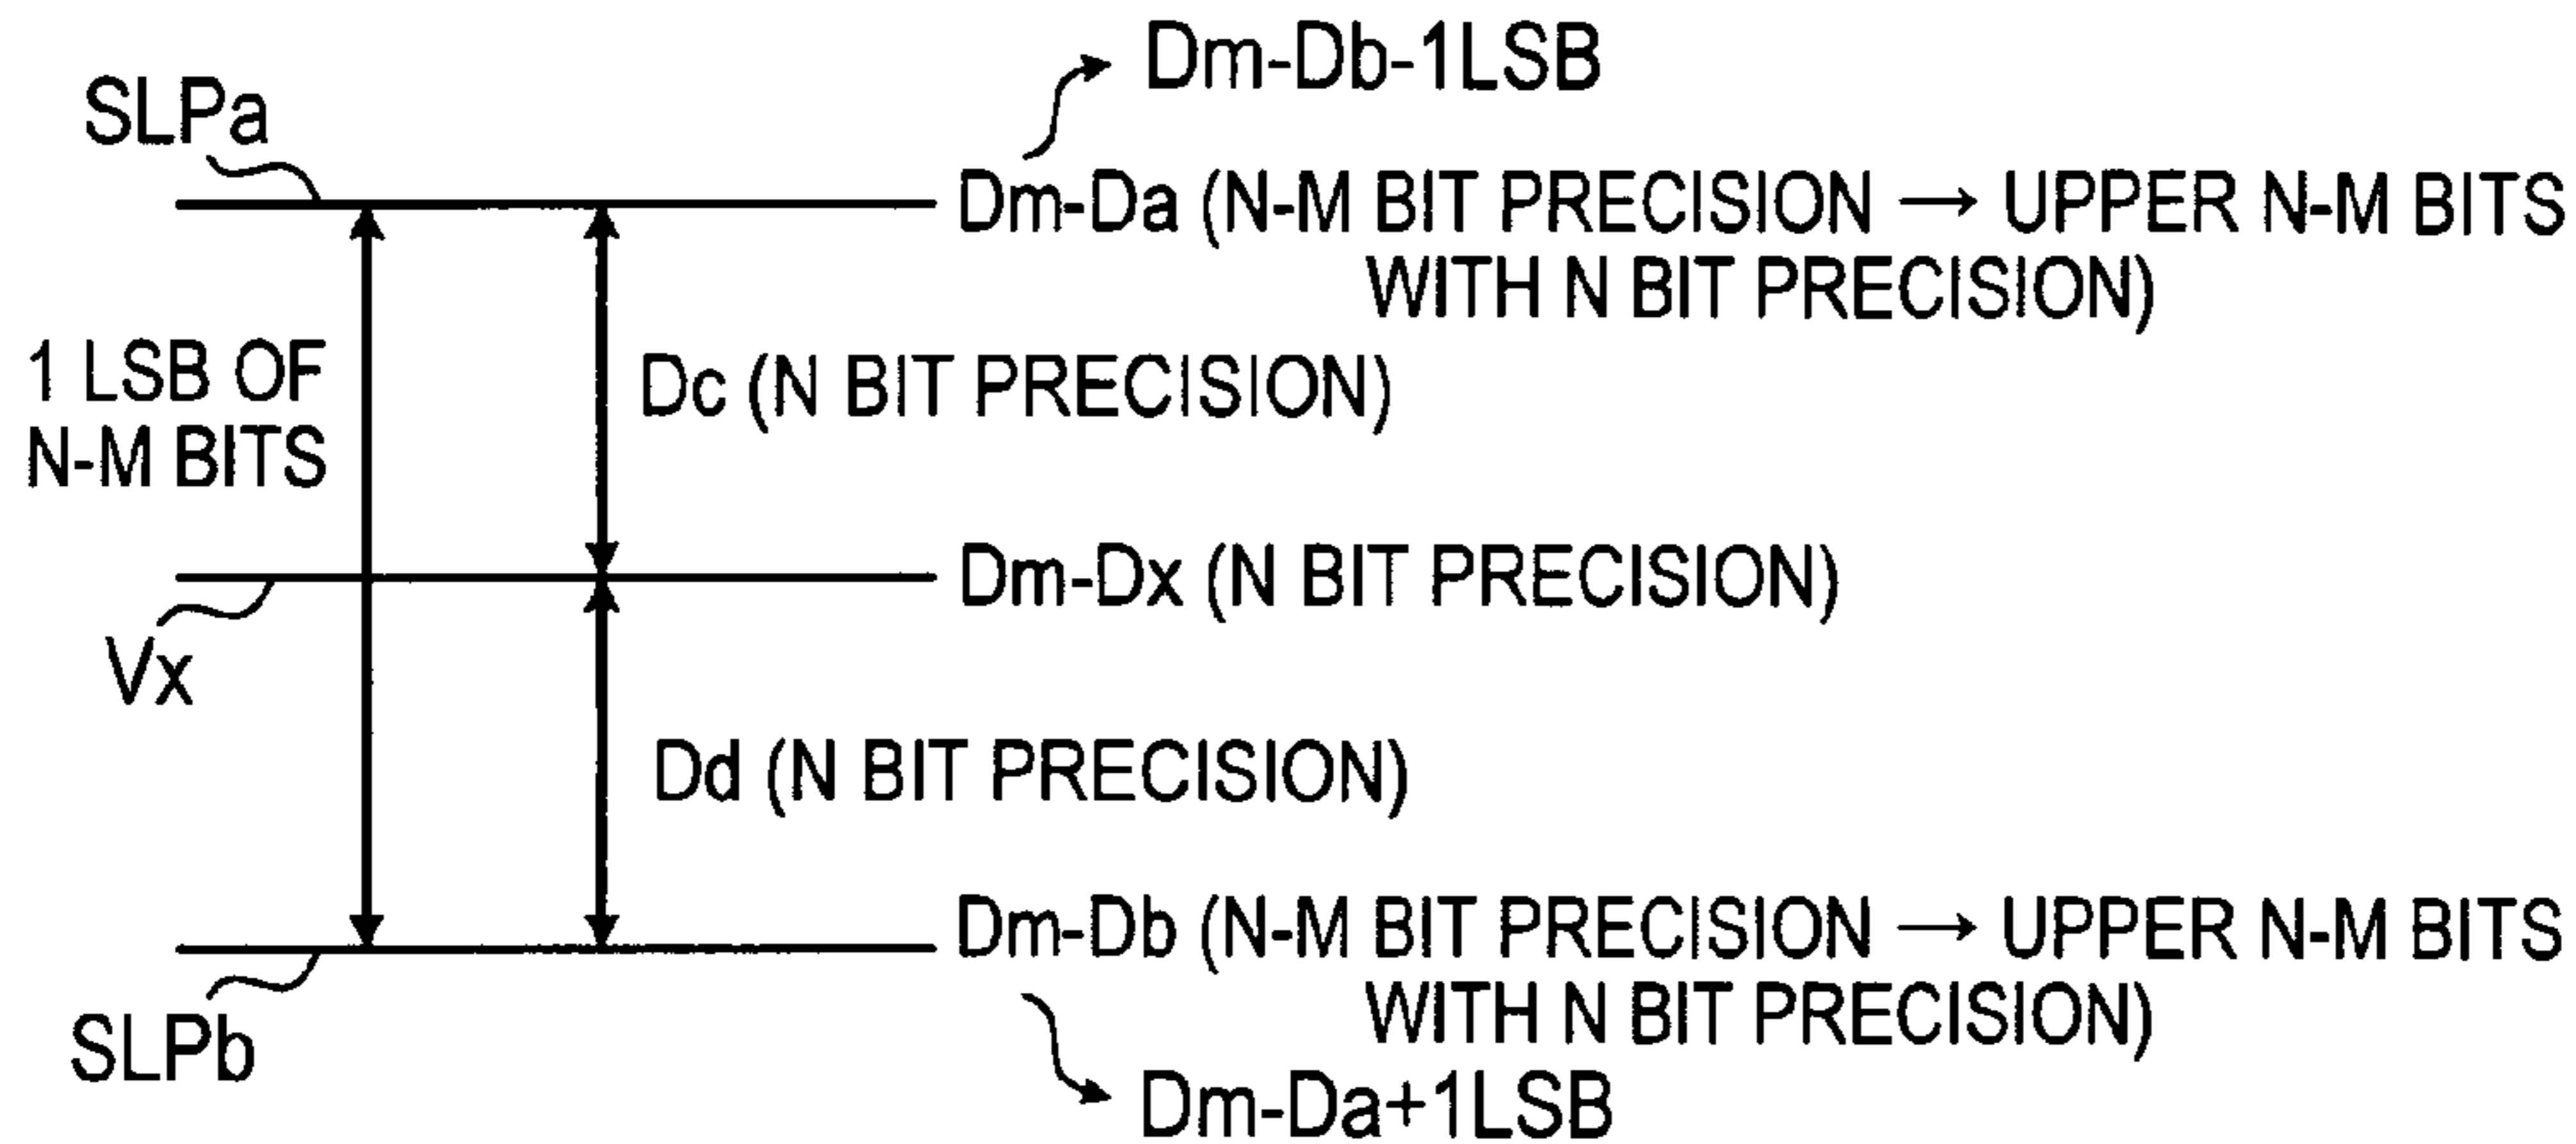 Dm-Db-1LSB
SLPa
Dm-Da (N-M BIT PRECISION → UPPER N-M BITS
WITH N BIT PRECISION)
1 LSB OF
N-M BITS
Dc (N BIT PRECISION)
Dm-Dx (N BIT PRECISION)
Vx
Dd (N BIT PRECISION)
Dm-Db (N-M BIT PRECISION → UPPER N-M BITS
WITH N BIT PRECISION)
SLPb
Dm-Da+1LSB